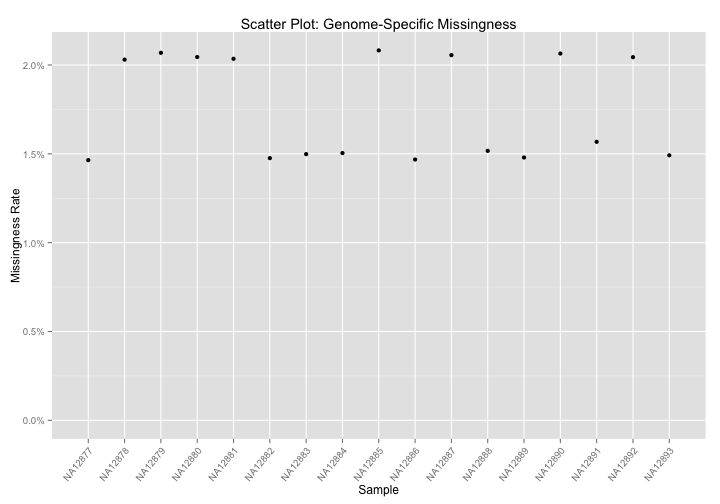 Scatter Plot: Genome-Specific Missingness
Missingness Rate
2.0%
1.5%
1.0%
0.5%
0.0%
NA12877
NA12878
NA12879
NA12880
NA12881
NA12882
NA12883
NA12884
NA12885
NA12886
NA12887
NA12888
NA12889
NA12890
NA12891
NA12892
NA12893
Sample